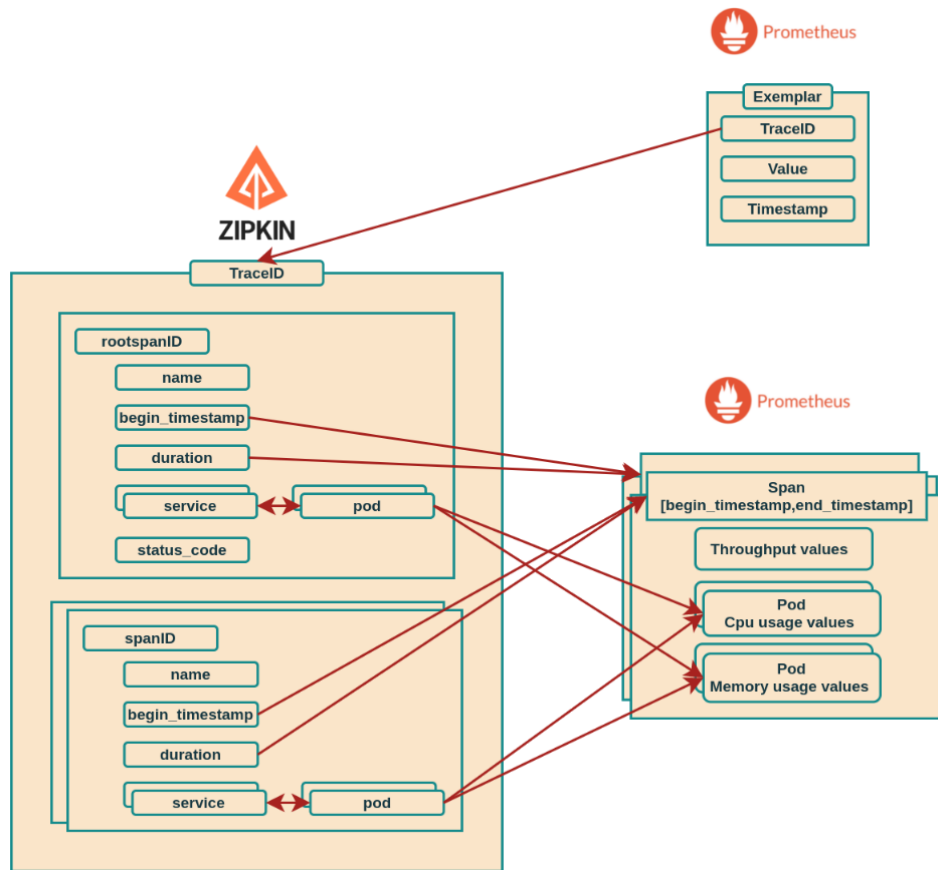 Prometheus
Exemplar
TraceID
Value
Timestamp
ZIPKIN
TraceID
rootspanID
name
begin_timestamp
duration
service
pod
status_code
spanID
name
begin_timestamp
duration
service
pod
Prometheus
Span
[begin_timestamp,end_timestamp]
Throughput values
Pod
Cpu usage values
Pod
Memory usage values